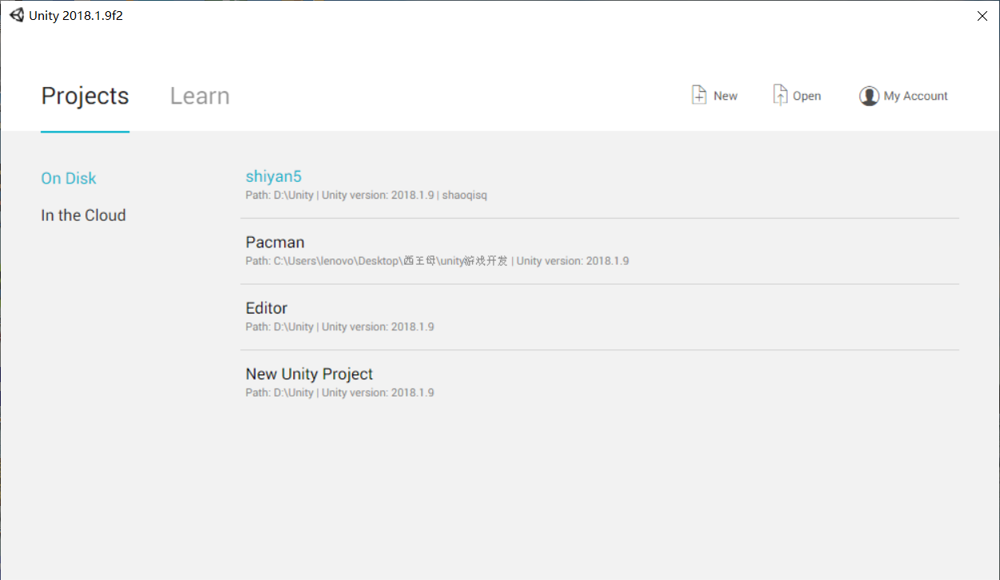 Unity 2018.1.9f2
Projects
Learn
New
Open
My Account
On Disk
In the Cloud
shiyan5
Path: D:\Unity | Unity version: 2018.1.9 | shaoqisq
Pacman
Path: C:\Users\lenovo\Desktop\西王母\unity游戏开发 | Unity version: 2018.1.9
Editor
Path: D:\Unity | Unity version: 2018.1.9
New Unity Project
Path: D:\Unity | Unity version: 2018.1.9